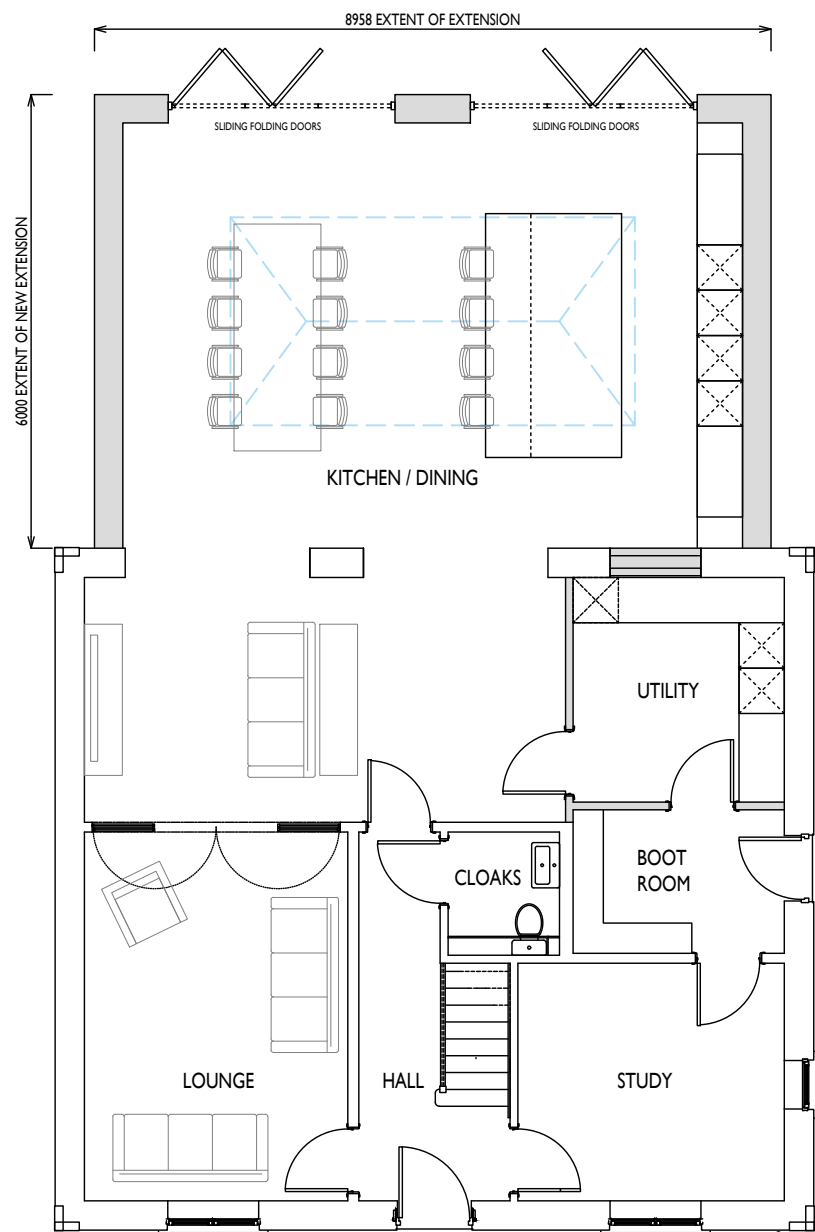 8958 EXTENT OF EXTENSION
SLIDING FOLDING DOORS
SLIDING FOLDING DOORS
6000 EXTENT OF NEW EXTENSION
KITCHEN / DINING
UTILITY
BOOT
ROOM
CLOAKS
LOUNGE
HALL
STUDY